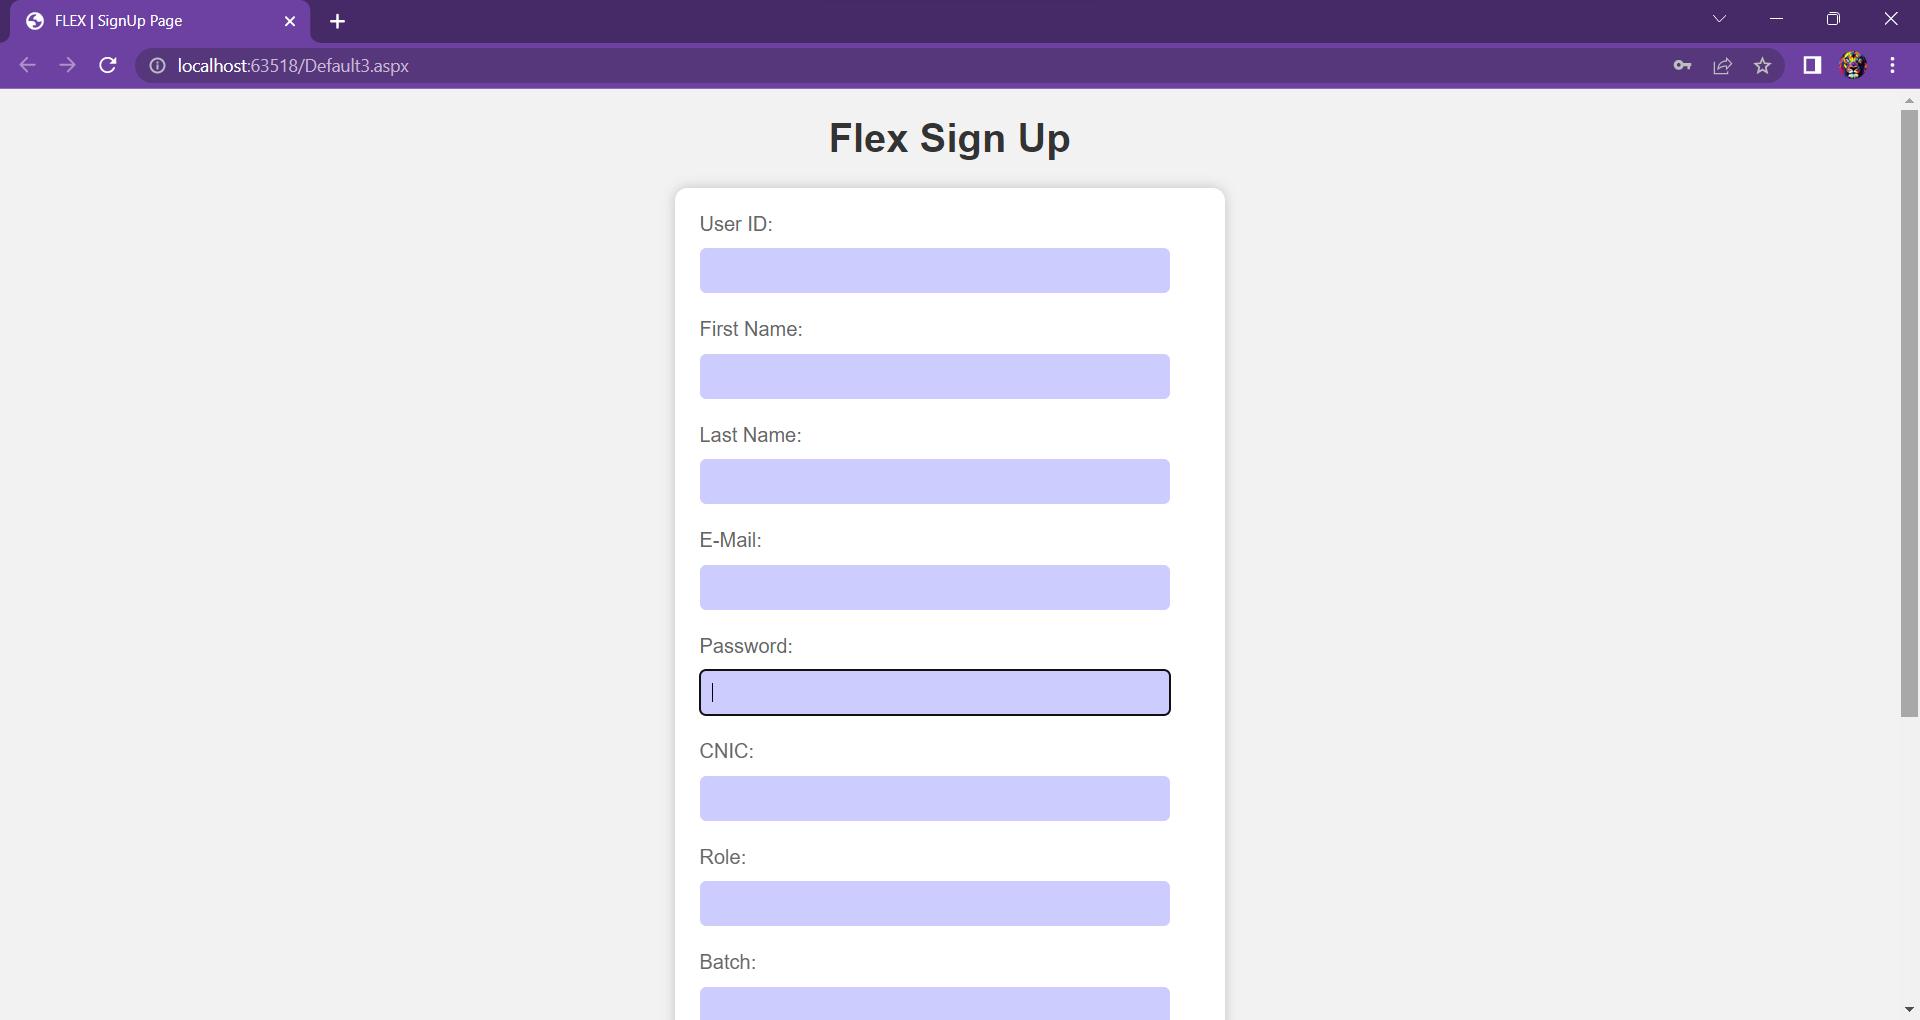 FLEX | SignUp Page
localhost:63518/Default3.aspx
Flex Sign Up
User ID:
First Name:
Last Name:
E-Mail:
Password:
CNIC:
Role:
Batch: